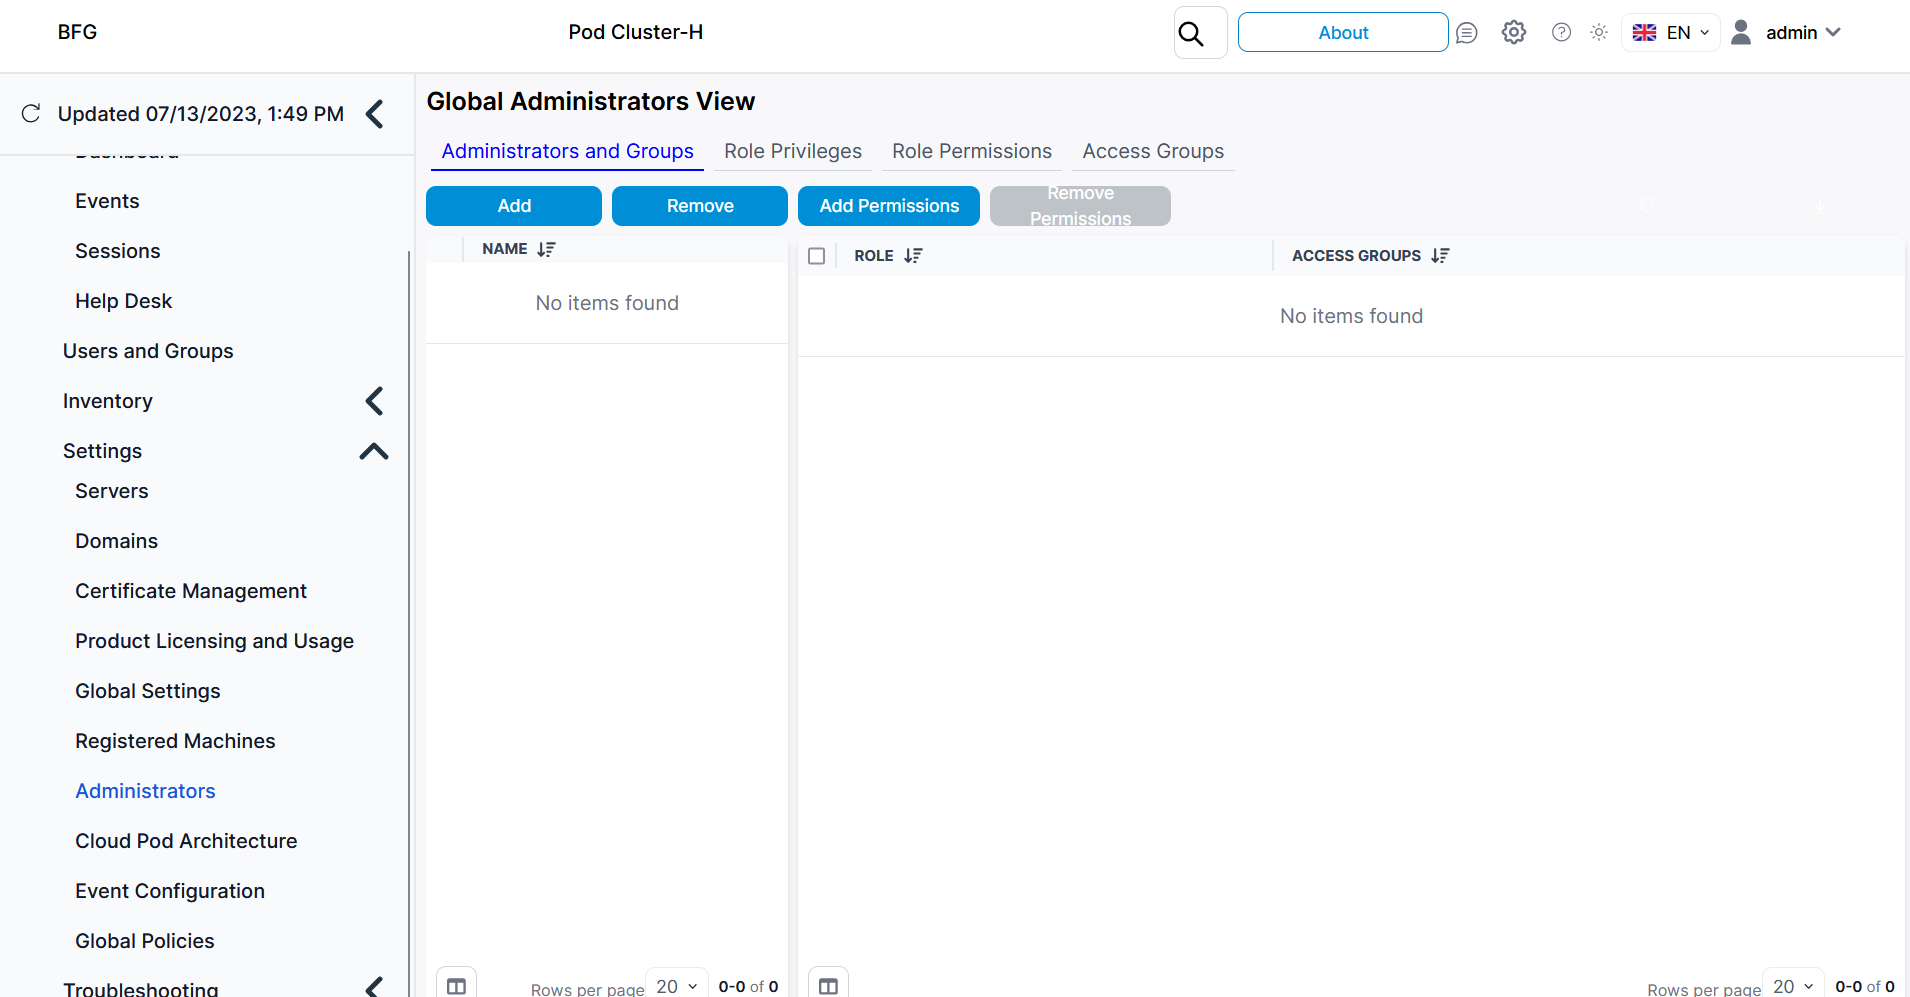 BFG
Pod Cluster-H
About
EN
admin
Updated 07/13/2023, 1:49 PM
Dashboard
Events
Sessions
Help Desk
Users and Groups
Inventory
Settings
Servers
Domains
Certificate Management
Product Licensing and Usage
Global Settings
Registered Machines
Administrators
Cloud Pod Architecture
Event Configuration
Global Policies
Troubleshooting
Global Administrators View
Administrators and Groups
Role Privileges
Role Permissions
Access Groups
Add
Remove
Add Permissions
Remove
Permissions
NAME
No items found
Rows per page
20
0-0 of 0
ROLE
ACCESS GROUPS
No items found
Rows per page
20
0-0 of 0